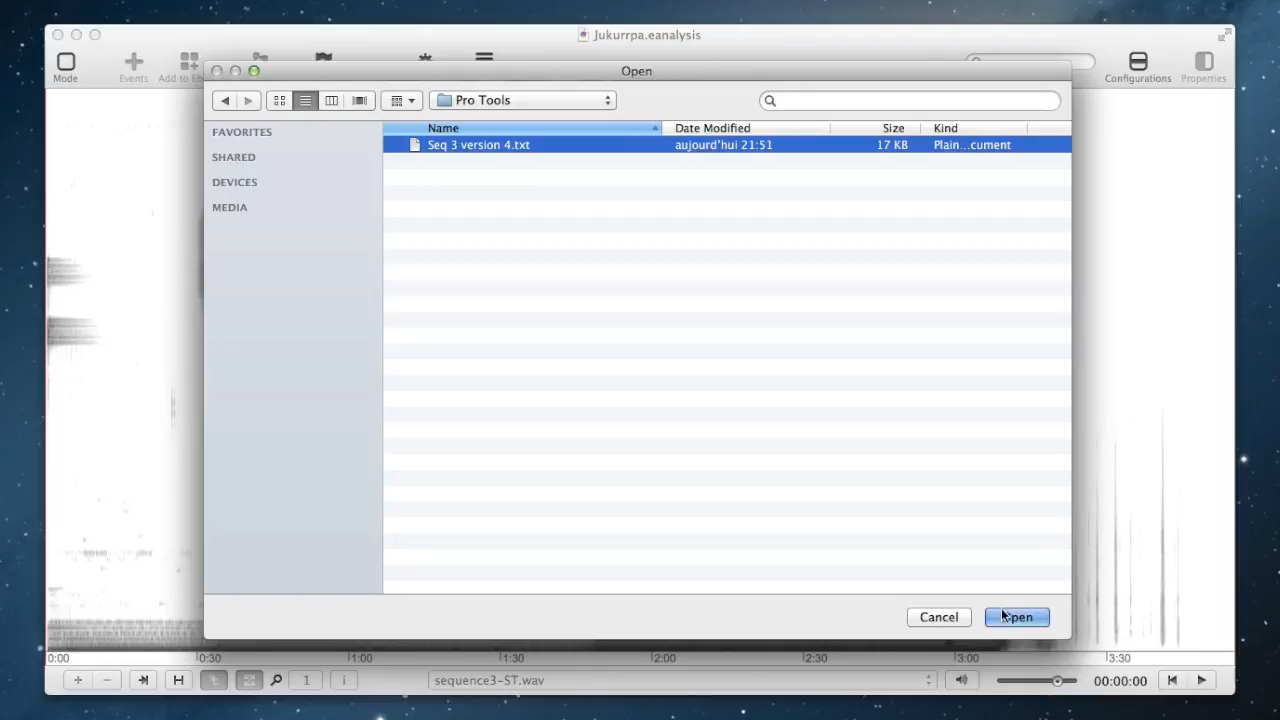 Jukurrpa.eanalysis
Mode
Events
Add to li
Configurations
Properties
Open
Pro Tools
FAVORITES
SHARED
DEVICES
MEDIA
Name Date Modified Size Kind
Seq 3 version 4.txt aujourd'hui 21:51 17 KB Plain...cument
Cancel
Open
0:00 0:30 1:00 1:30 2:00 2:30 3:00 3:30
1 i sequence3-ST.wav 00:00:00